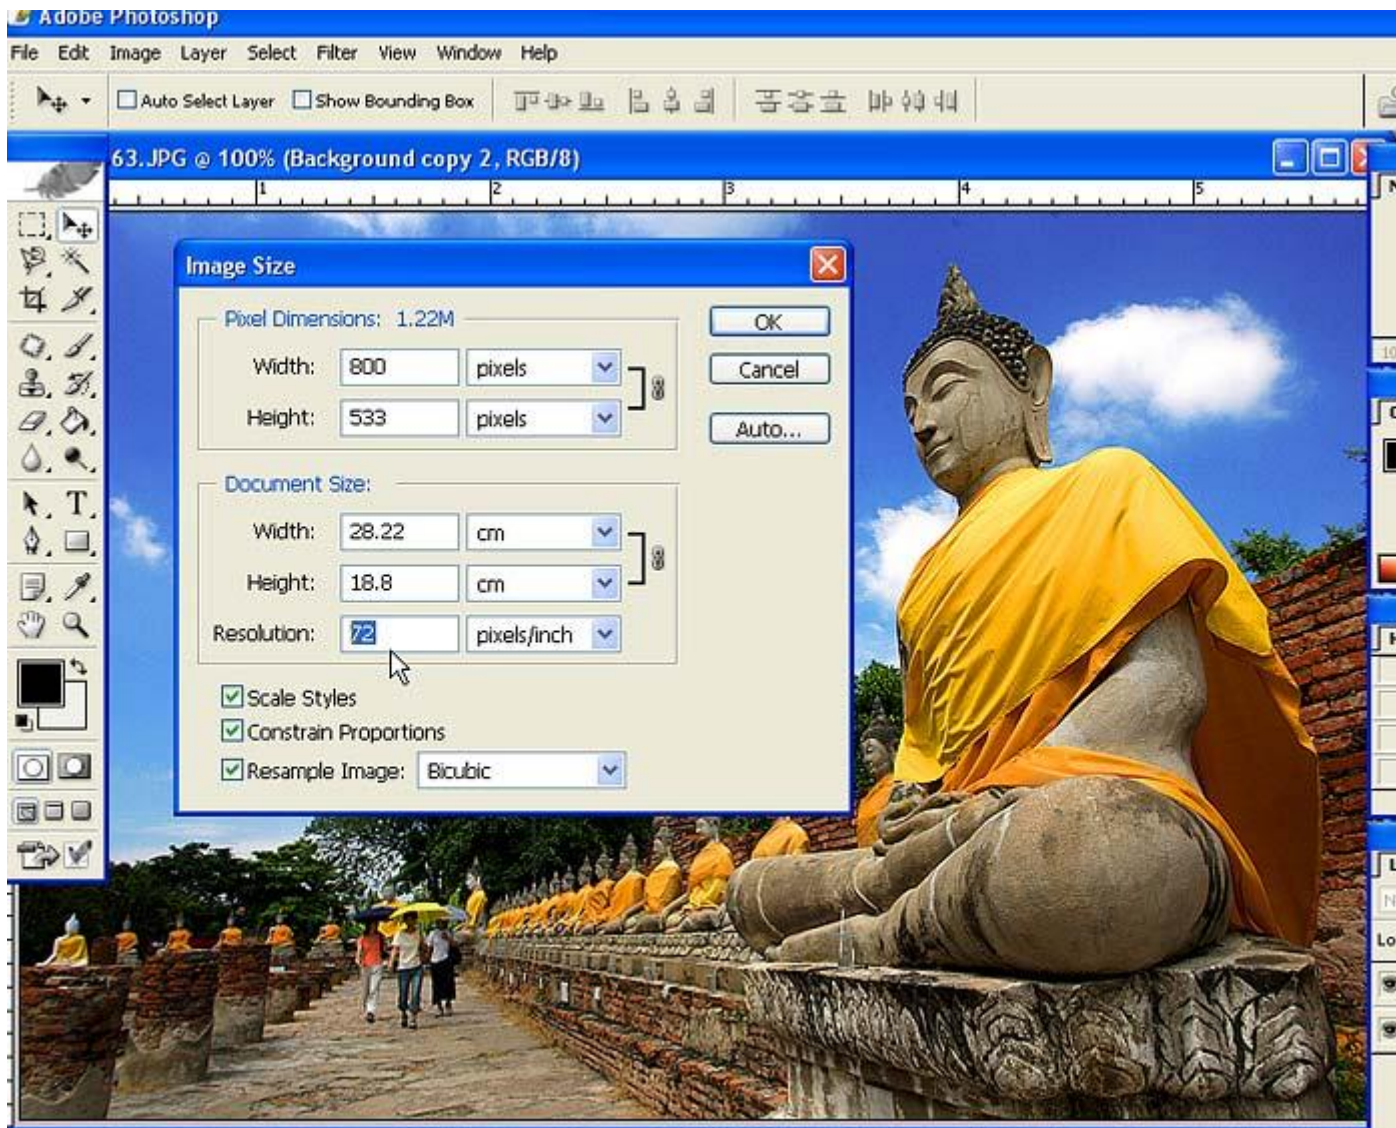 Adobe Photoshop
File Edit Image Layer Select Filter View Window Help
Auto Select Layer Show Bounding Box
63.JPG @ 100% (Background copy 2, RGB/8)
1 2 3 4 5
Image Size
Pixel Dimensions: 1.22M
OK
Width: 800 pixels
Cancel
Height: 533 pixels
Auto...
Document Size:
Width: 28.22 cm
Height: 18.8 cm
Resolution: 72 pixels/inch
Scale Styles
Constrain Proportions
Resample Image: Bicubic
T
Lo